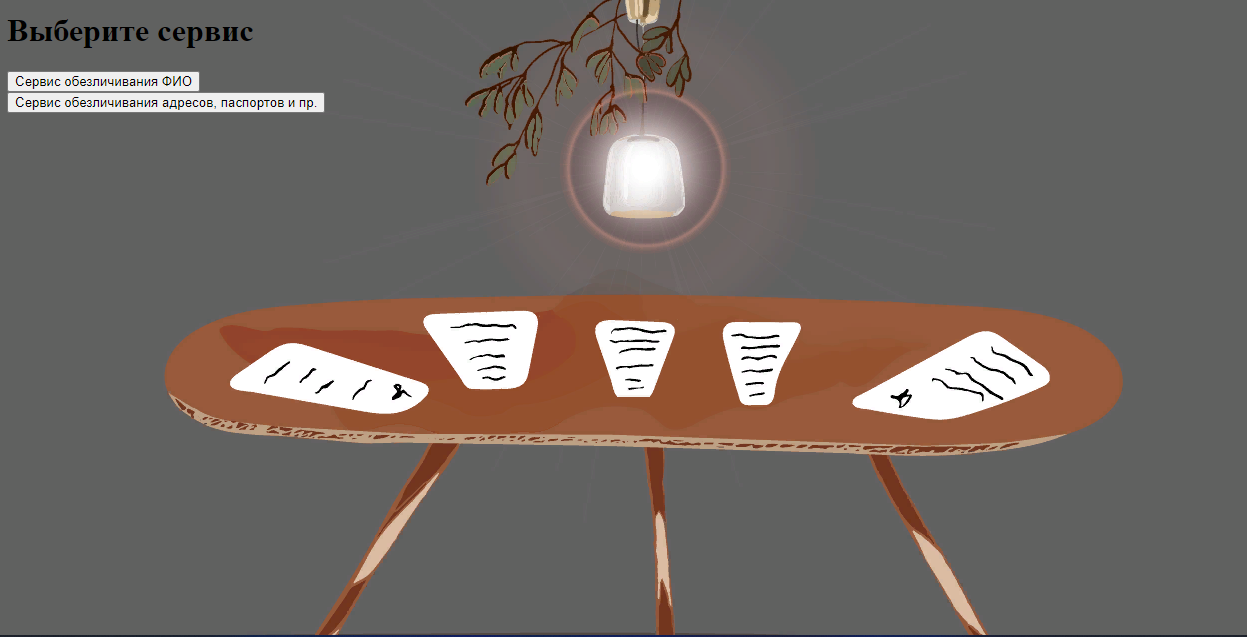 Выберите сервис
Сервис обезличивания ФИО
Сервис обезличивания адресов, паспортов и пр.